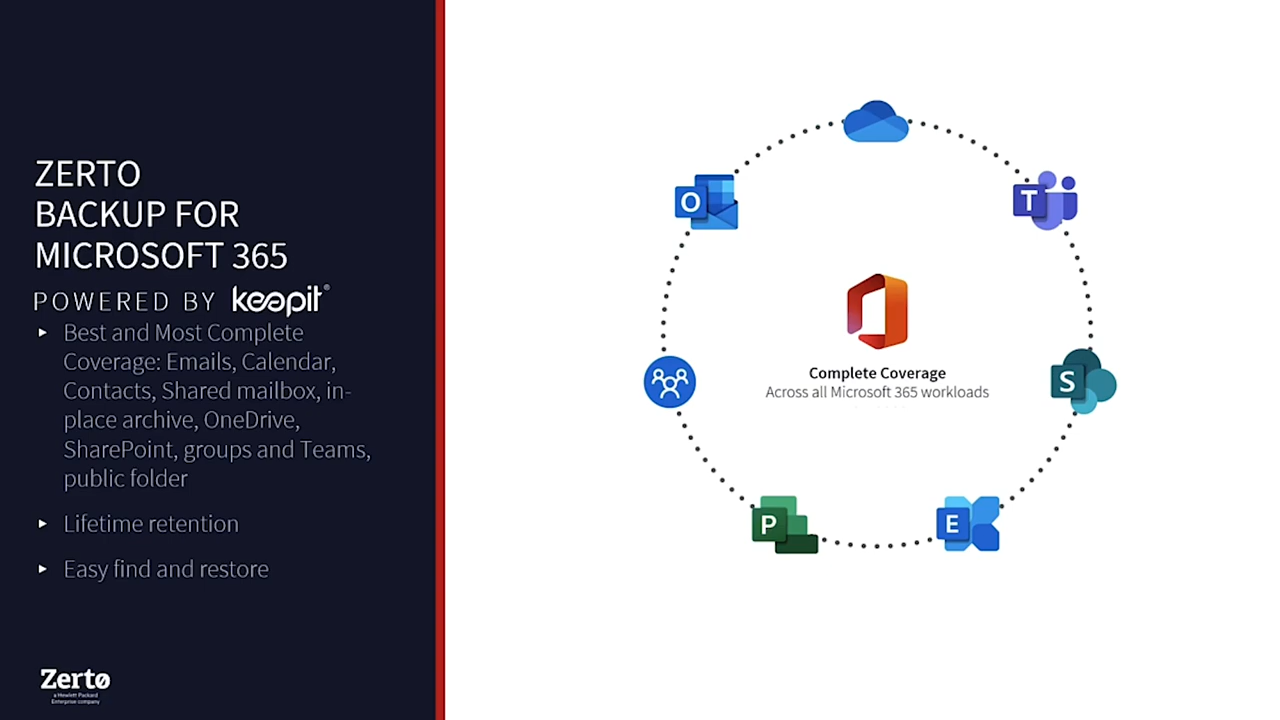 ZERTO
BACKUP FOR
MICROSOFT 365
POWERED BY keepit®
Best and Most Complete
Coverage: Emails, Calendar,
Contacts, Shared mailbox, in-
place archive, OneDrive,
SharePoint, groups and Teams,
public folder
Lifetime retention
Easy find and restore
Zerto
a Hewlett Packard
Enterprise company
O
T
S
E
P
Complete Coverage
Across all Microsoft 365 workloads